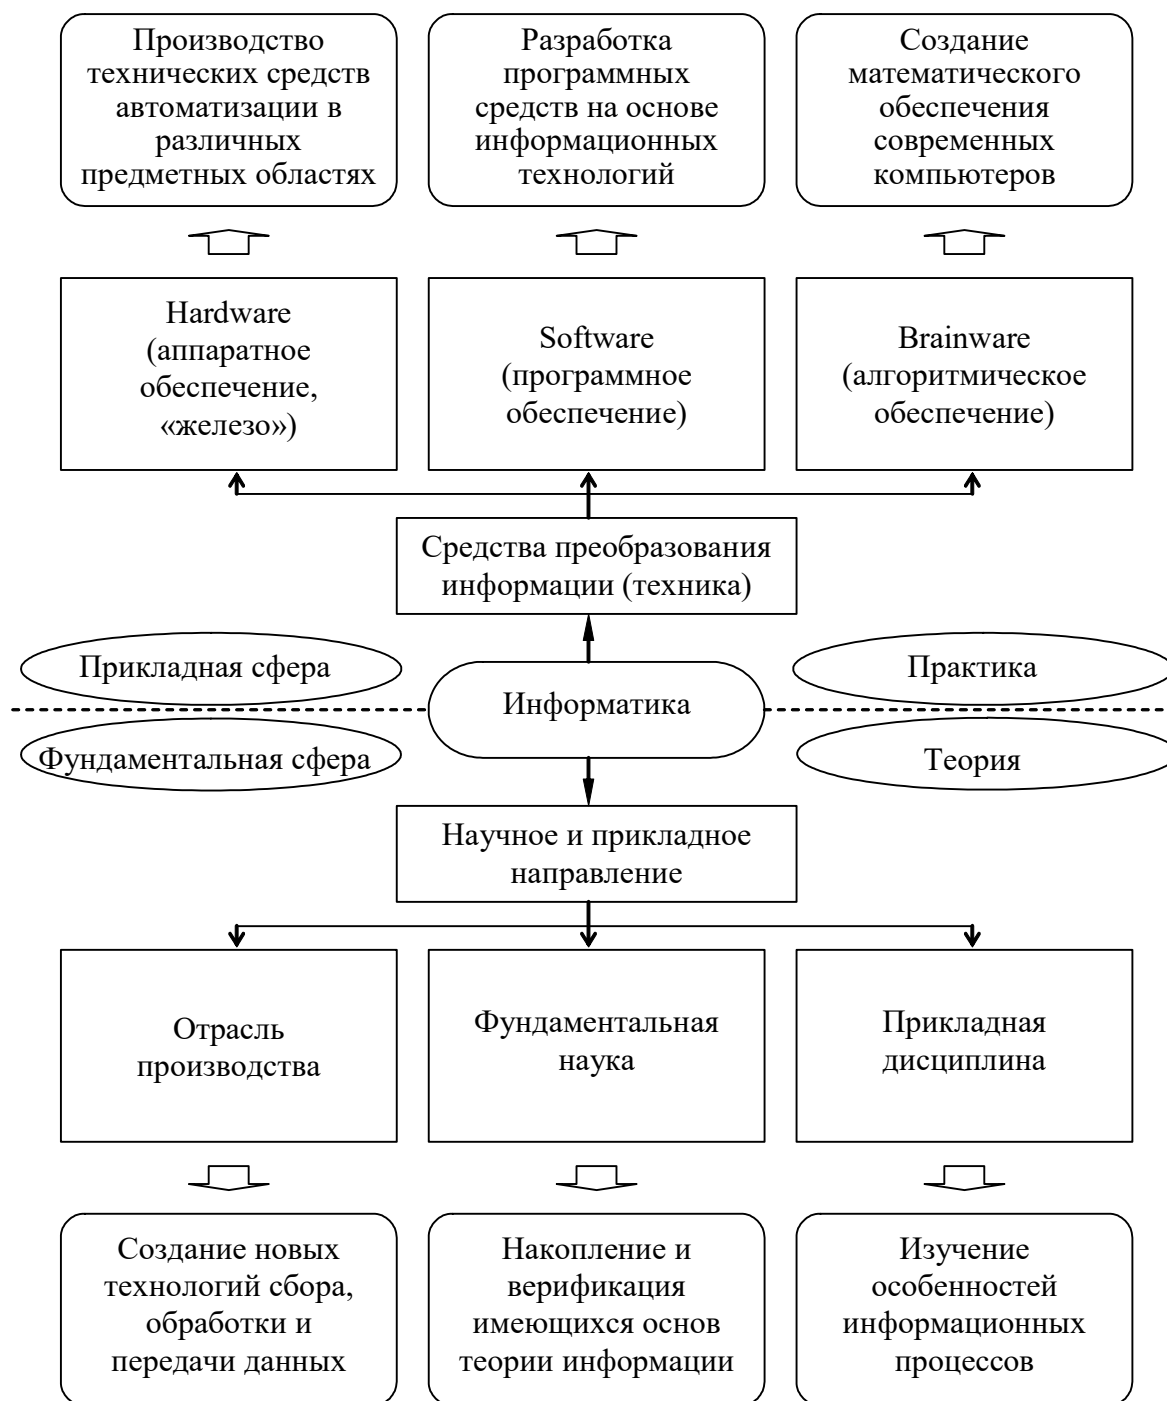 Производство
технических средств
автоматизации в
различных
предметных областях
Разработка
программных
средств на основе
информационных
технологий
Создание
математического
обеспечения
современных
компьютеров
Hardware
(аппаратное
обеспечение,
«железо»)
Software
(программное
обеспечение)
Brainware
(алгоритмическое
обеспечение)
Средства преобразования
информации (техника)
Прикладная сфера
Информатика
Практика
Фундаментальная сфера
Теория
Научное и прикладное
направление
Отрасль
производства
Фундаментальная
наука
Прикладная
дисциплина
Создание новых
технологий сбора,
обработки и
передачи данных
Накопление и
верификация
имеющихся основ
теории информации
Изучение
особенностей
информационных
процессов